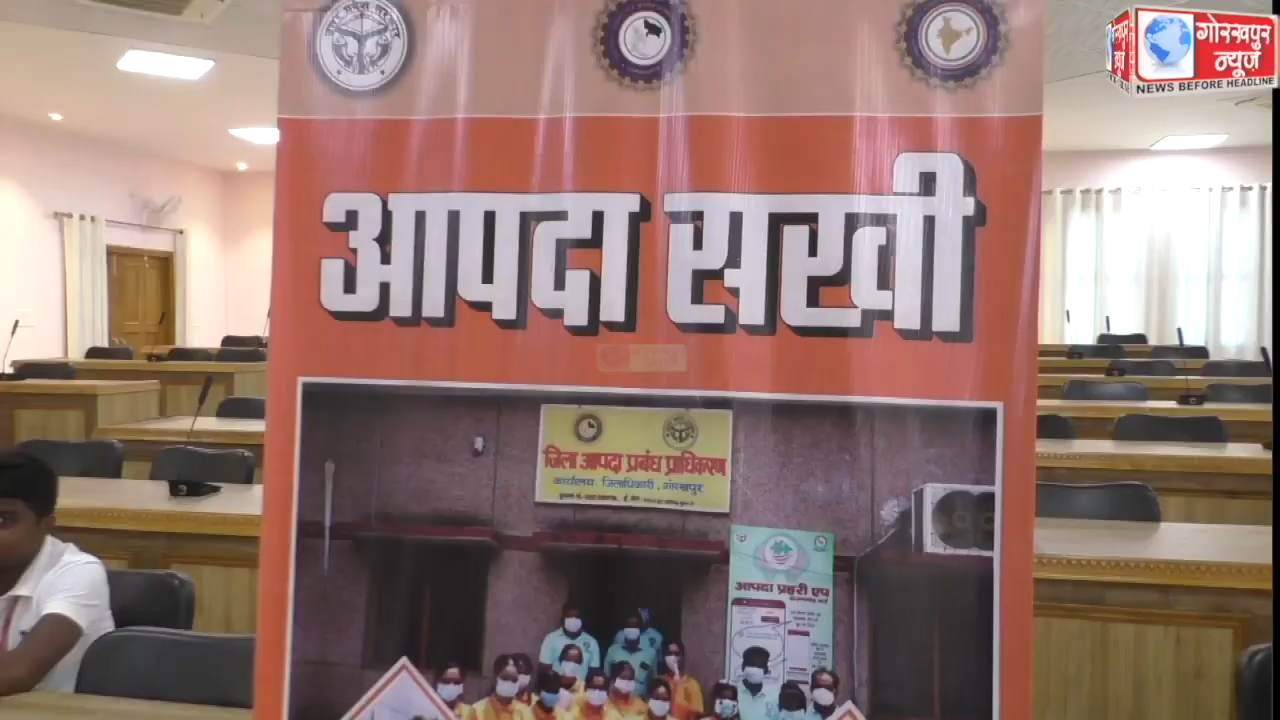 गोरखपुर
न्यूज़
NEWS BEFORE HEADLINE
आपदा सखी
जिला आपदा प्रबंध प्राधिकरण
कार्यालय: जिलाधिकारी, गोरखपुर
आपदा प्रहरी एप